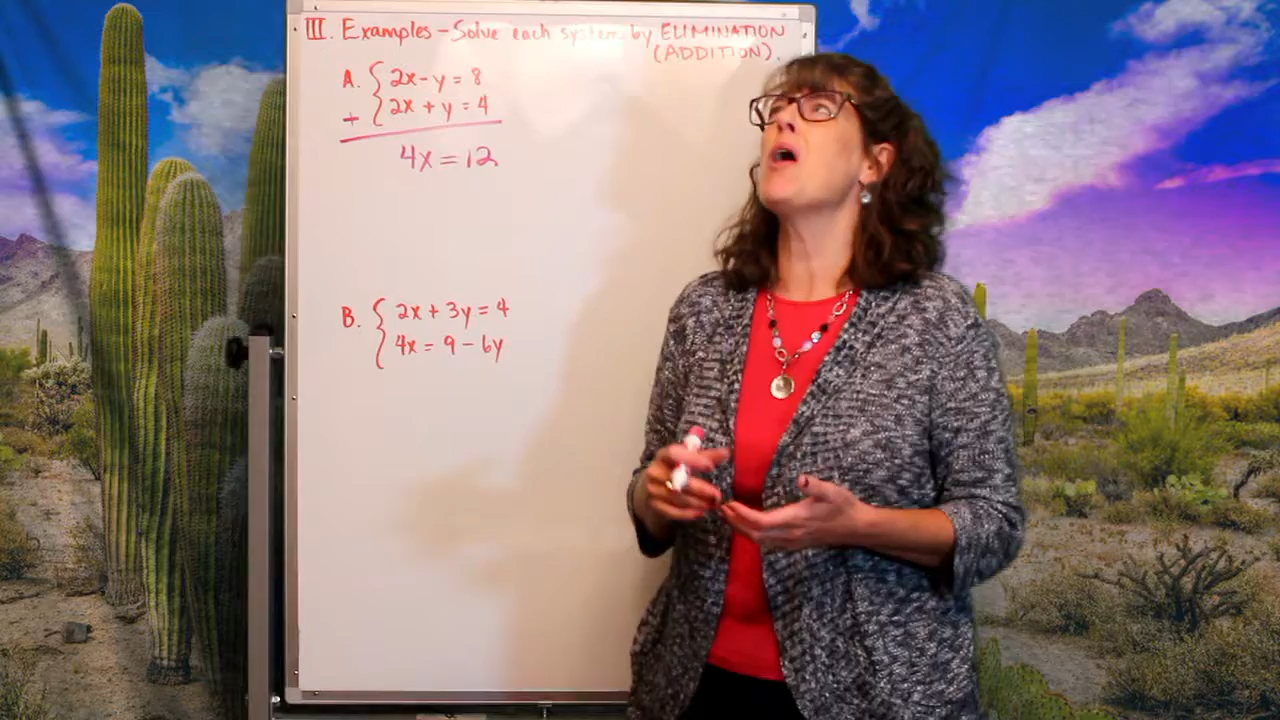 III. Examples - Solve each system by ELIMINATION
(ADDITION).
A. { 2x - y = 8
+ { 2x + y = 4
4x = 12
B. { 2x + 3y = 4
4x = 9 - 6y